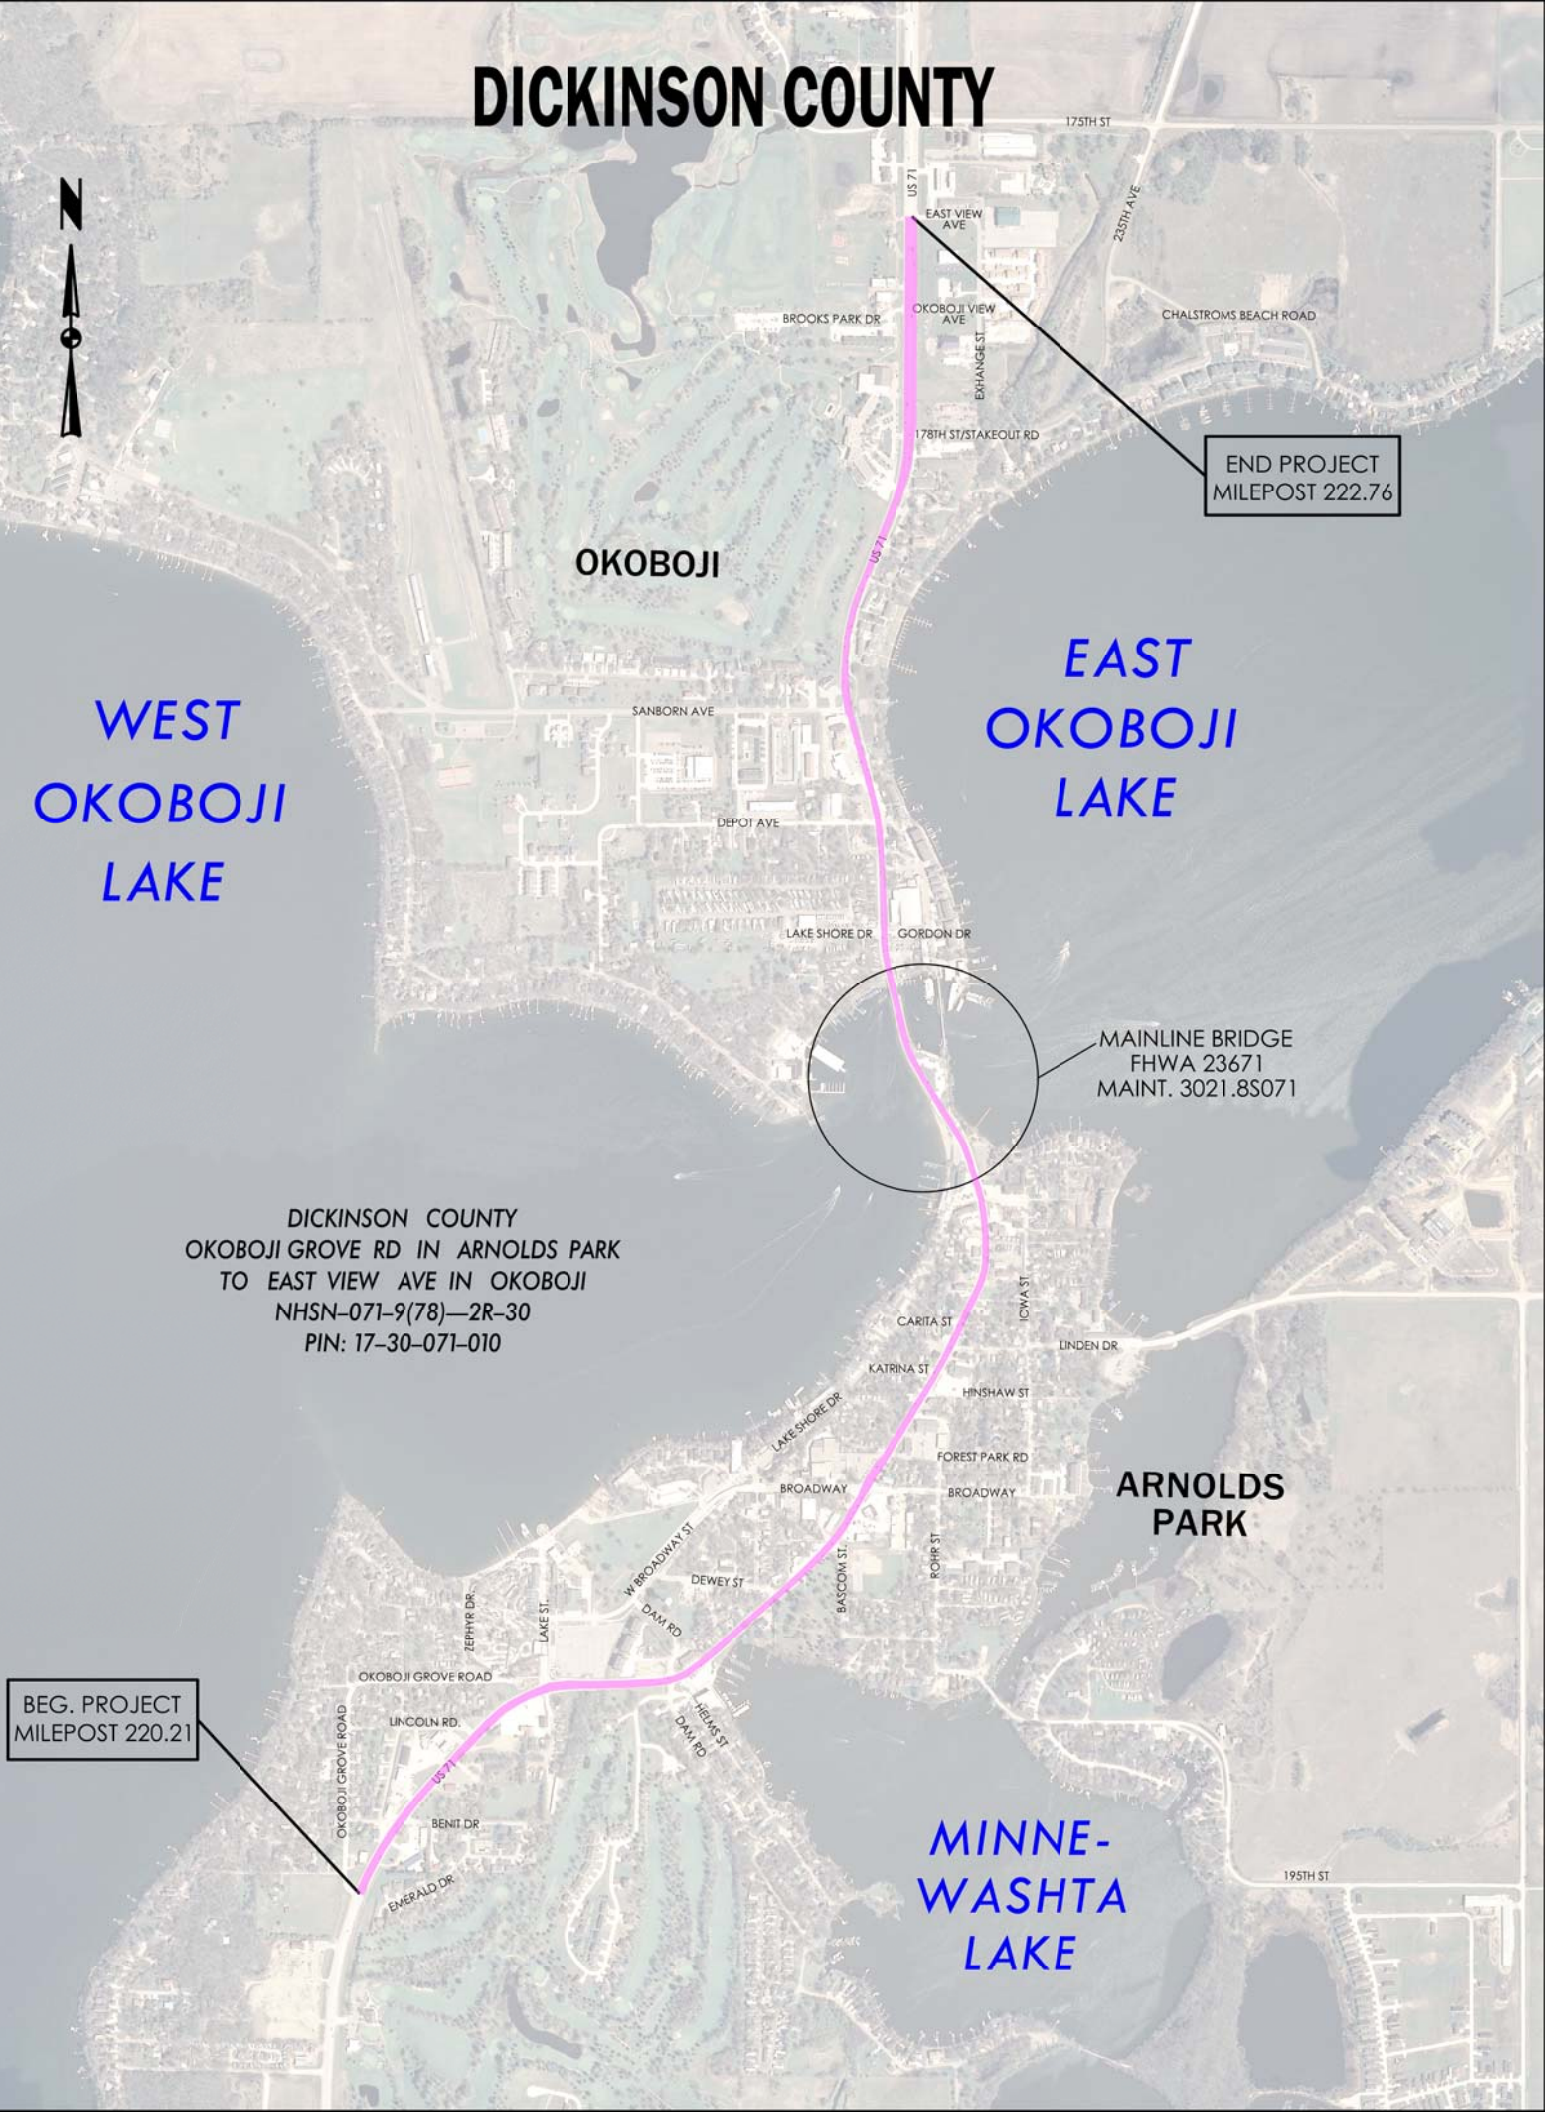 DICKINSON COUNTY
175TH ST
N
US 71
EAST VIEW
AVE
235TH AVE
BROOKS PARK DR
OKOBOJI VIEW
AVE
CHALSTROMS BEACH ROAD
EXHANGE ST
178TH ST/STAKEOUT RD
END PROJECT
MILEPOST 222.76
US 71
OKOBOJI
EAST
OKOBOJI
LAKE
WEST
OKOBOJI
LAKE
SANBORN AVE
DEPOT AVE
LAKE SHORE DR
GORDON DR
MAINLINE BRIDGE
FHWA 23671
MAINT. 3021.8S071
DICKINSON COUNTY
OKOBOJI GROVE RD IN ARNOLDS PARK
TO EAST VIEW AVE IN OKOBOJI
NHSN–071–9(78)—2R–30
PIN: 17–30–071–010
IOWA ST
CARITA ST
LINDEN DR
KATRINA ST
HINSHAW ST
LAKE SHORE DR
FOREST PARK RD
BROADWAY
BROADWAY
ARNOLDS
PARK
W BROADWAY ST
ROHR ST
BASCOM ST.
DEWEY ST
ZEPHYR DR.
LAKE ST.
DAM RD
OKOBOJI GROVE ROAD
BEG. PROJECT
MILEPOST 220.21
LINCOLN RD.
HELMS ST
DAM RD
OKOBOJI GROVE ROAD
US 71
BENIT DR
EMERALD DR
MINNE-
WASHTA
LAKE
195TH ST